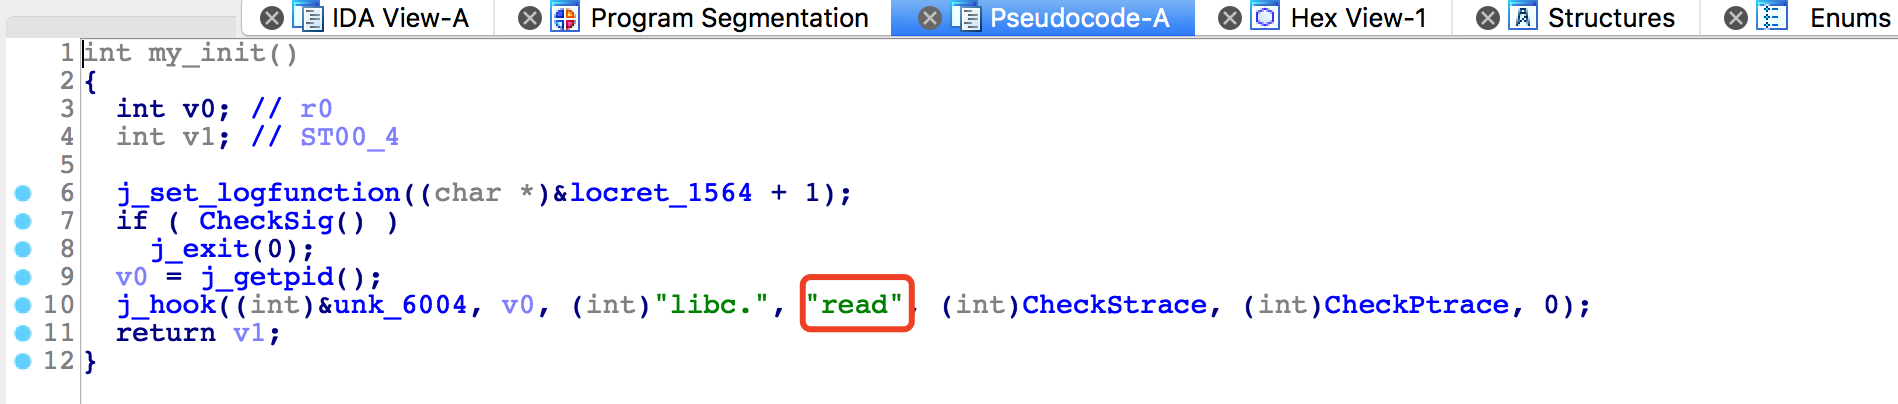 IDA View-A Program Segmentation Pseudocode-A Hex View-1 Structures Enums
1 int my_init()
2 {
3   int v0; // r0
4   int v1; // ST00_4
5
6   j_set_logfunction((char *)&locret_1564 + 1);
7   if ( CheckSig() )
8     j_exit(0);
9   v0 = j_getpid();
10   j_hook((int)&unk_6004, v0, (int)"libc.", "read", (int)CheckStrace, (int)CheckPtrace, 0);
11   return v1;
12 }